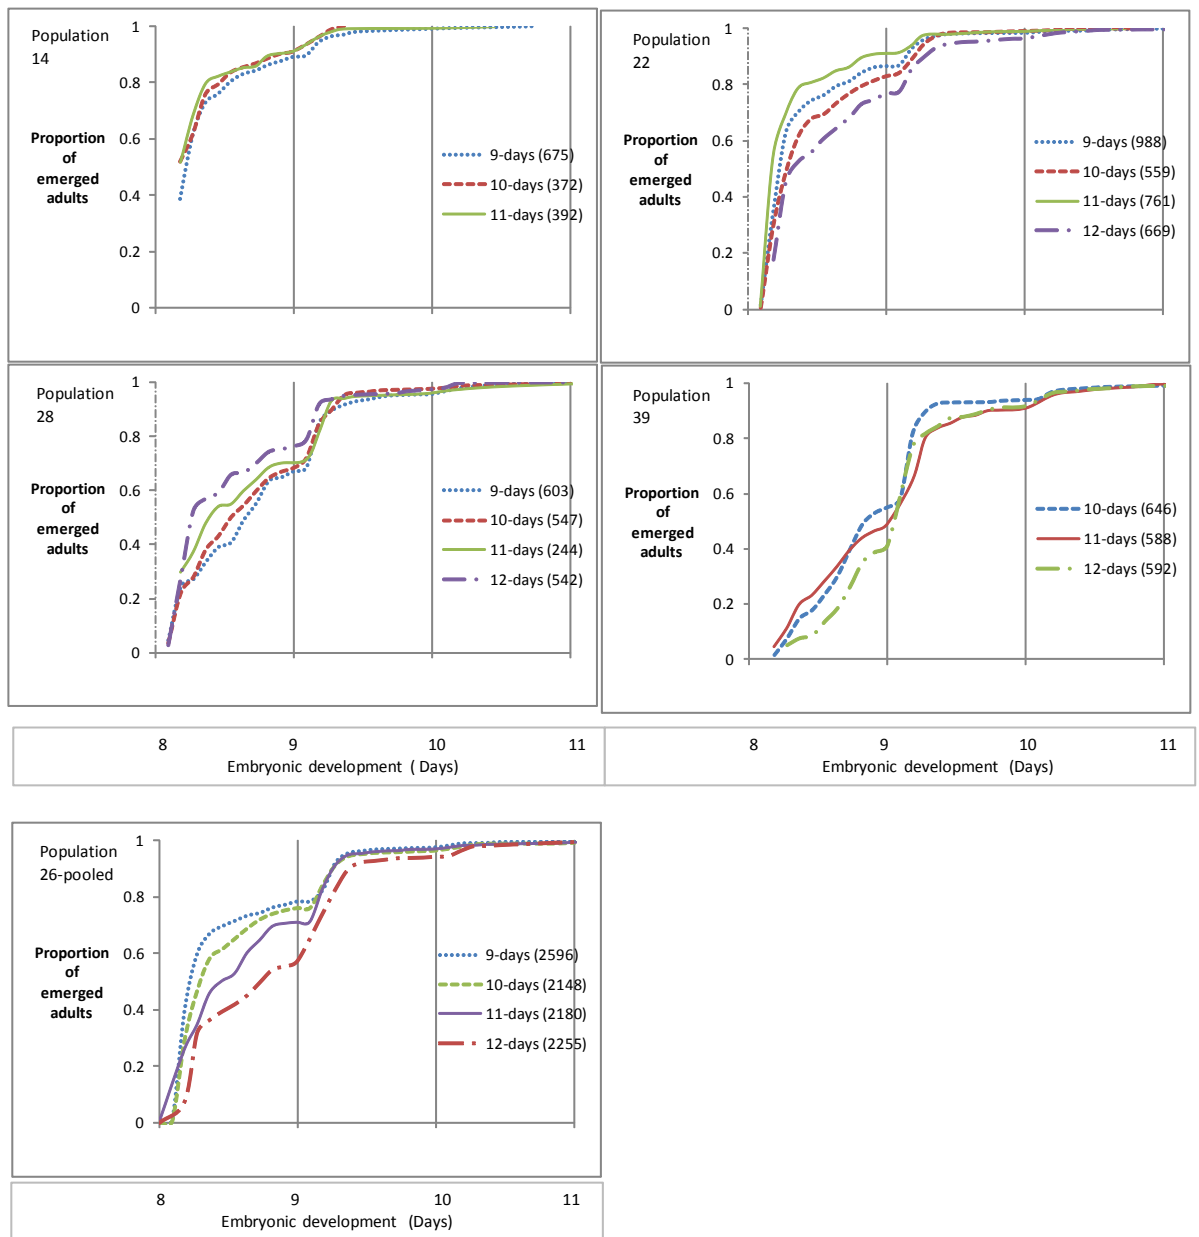 Population
14
Proportion
of
emerged
adults
1
0.8
0.6
0.4
0.2
0
9-days (675)
10-days (372)
11-days (392)
Population
22
Proportion
of
emerged
adults
1
0.8
0.6
0.4
0.2
0
9-days (988)
10-days (559)
11-days (761)
12-days (669)
Population
28
Proportion
of
emerged
adults
1
0.8
0.6
0.4
0.2
0
9-days (603)
10-days (547)
11-days (244)
12-days (542)
Population
39
Proportion
of
emerged
adults
1
0.8
0.6
0.4
0.2
0
10-days (646)
11-days (588)
12-days (592)
8 9 10 11
Embryonic development ( Days)
8 9 10 11
Embryonic development (Days)
Population
26-pooled
Proportion
of
emerged
adults
1
0.8
0.6
0.4
0.2
0
9-days (2596)
10-days (2148)
11-days (2180)
12-days (2255)
8 9 10 11
Embryonic development (Days)